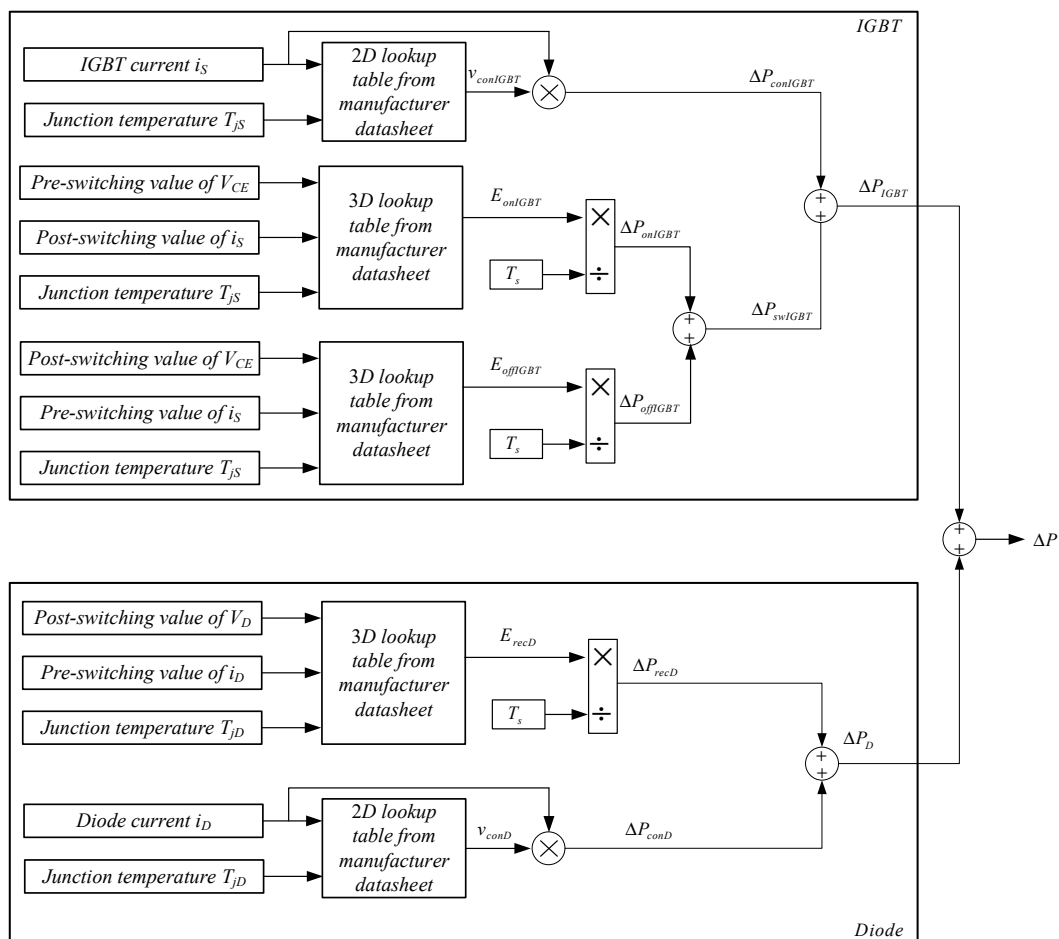 IGBT
IGBT current i_S
Junction temperature T_jS
2D lookup
table from
manufacturer
datasheet
v_conIGBT
×
ΔP_conIGBT
Pre-switching value of V_CE
Post-switching value of i_S
Junction temperature T_jS
3D lookup
table from
manufacturer
datasheet
E_onIGBT
×
T_s
÷
ΔP_onIGBT
+
+
ΔP_IGBT
+
+
ΔP_swIGBT
Post-switching value of V_CE
Pre-switching value of i_S
Junction temperature T_jS
3D lookup
table from
manufacturer
datasheet
E_offIGBT
×
T_s
÷
ΔP_offIGBT
+
+
ΔP
Post-switching value of V_D
Pre-switching value of i_D
Junction temperature T_jD
3D lookup
table from
manufacturer
datasheet
E_recD
×
T_s
÷
ΔP_recD
+
+
ΔP_D
Diode current i_D
Junction temperature T_jD
2D lookup
table from
manufacturer
datasheet
v_conD
×
ΔP_conD
Diode